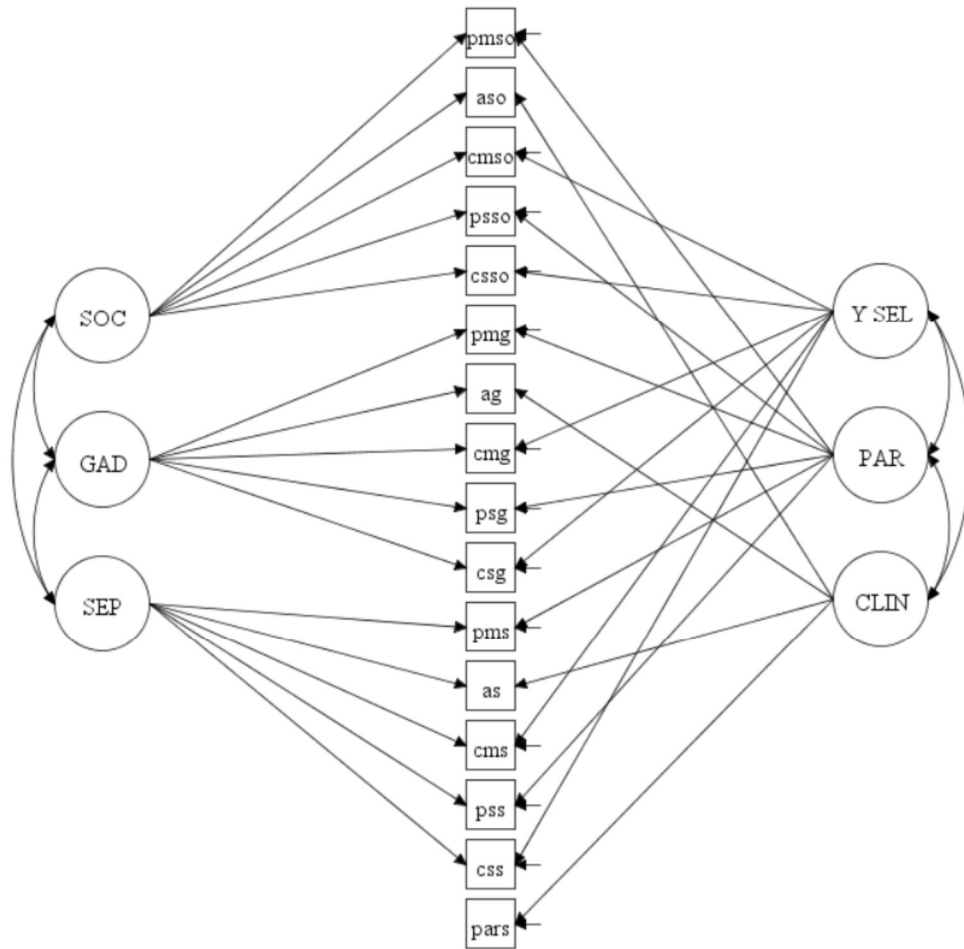 pmso
aso
cmso
psso
csso
pmg
ag
cmg
psg
csg
pms
as
cms
pss
css
pars
SOC
GAD
SEP
Y SEL
PAR
CLIN